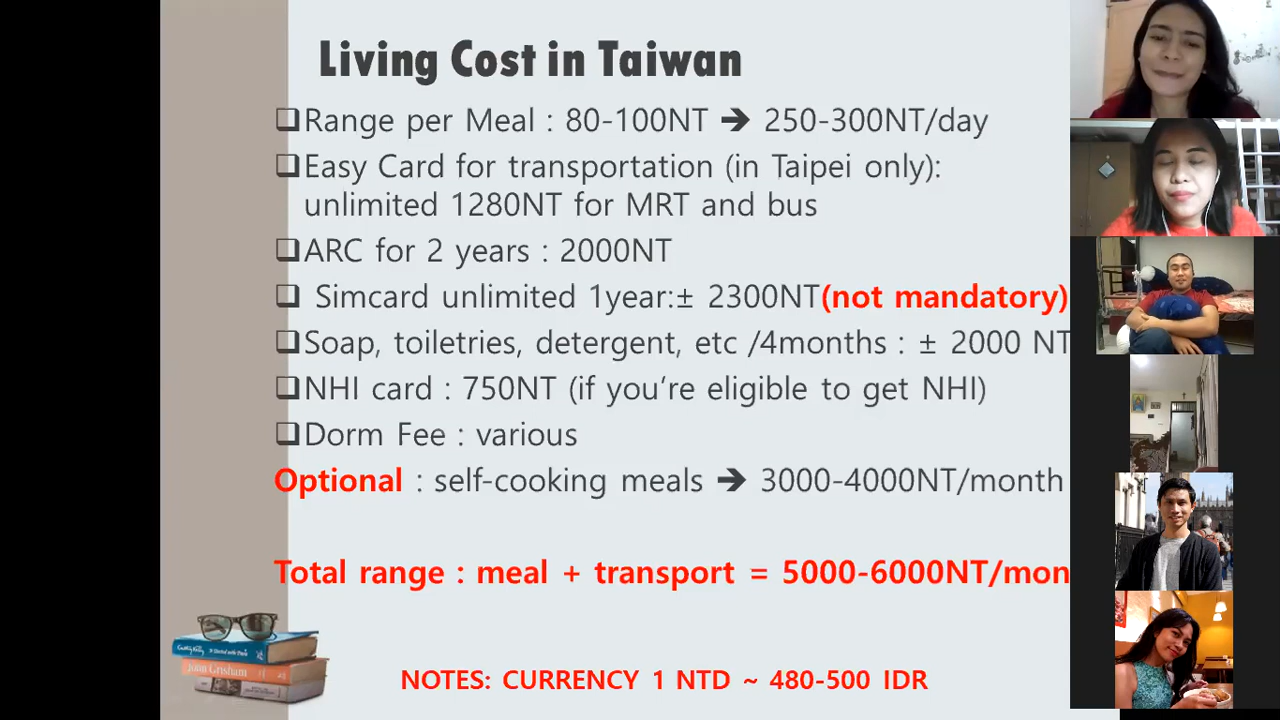 Living Cost in Taiwan
❑Range per Meal : 80-100NT ➔ 250-300NT/day
❑Easy Card for transportation (in Taipei only):
unlimited 1280NT for MRT and bus
❑ARC for 2 years : 2000NT
❑ Simcard unlimited 1year:± 2300NT(not mandatory)
❑Soap, toiletries, detergent, etc /4months : ± 2000 NT
❑NHI card : 750NT (if you’re eligible to get NHI)
❑Dorm Fee : various
Optional : self-cooking meals ➔ 3000-4000NT/month
Total range : meal + transport = 5000-6000NT/mon
John Grisham
NOTES: CURRENCY 1 NTD ~ 480-500 IDR